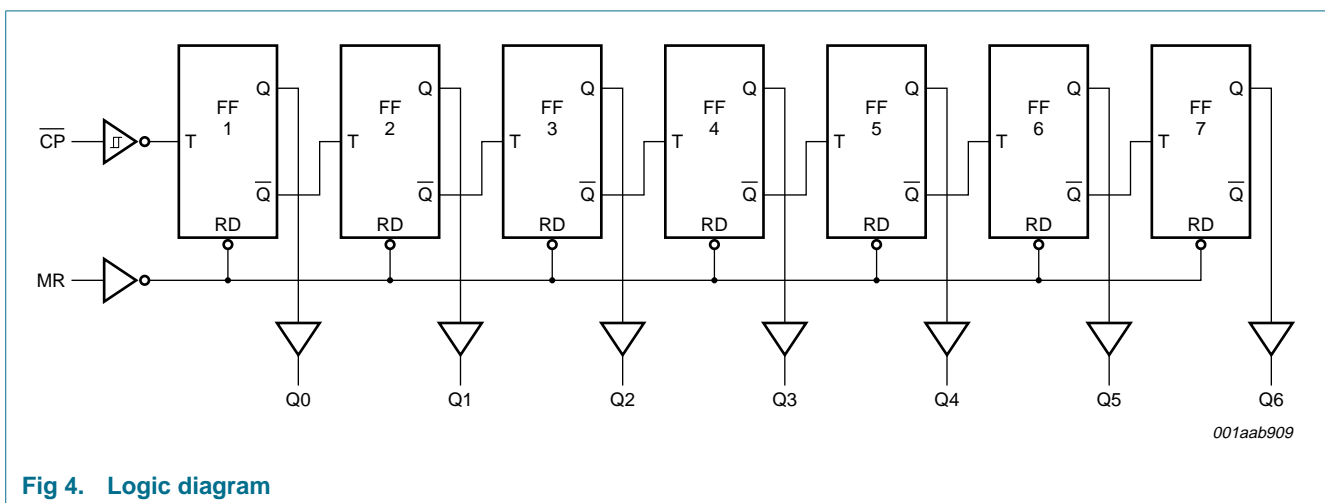 Q Q Q Q Q Q Q
FF FF FF FF FF FF FF
1 2 3 4 5 6 7
C̅P̅ T T T T T T T
Q̅ Q̅ Q̅ Q̅ Q̅ Q̅ Q̅
RD RD RD RD RD RD RD
MR
Q0 Q1 Q2 Q3 Q4 Q5 Q6
001aab909
Fig 4. Logic diagram